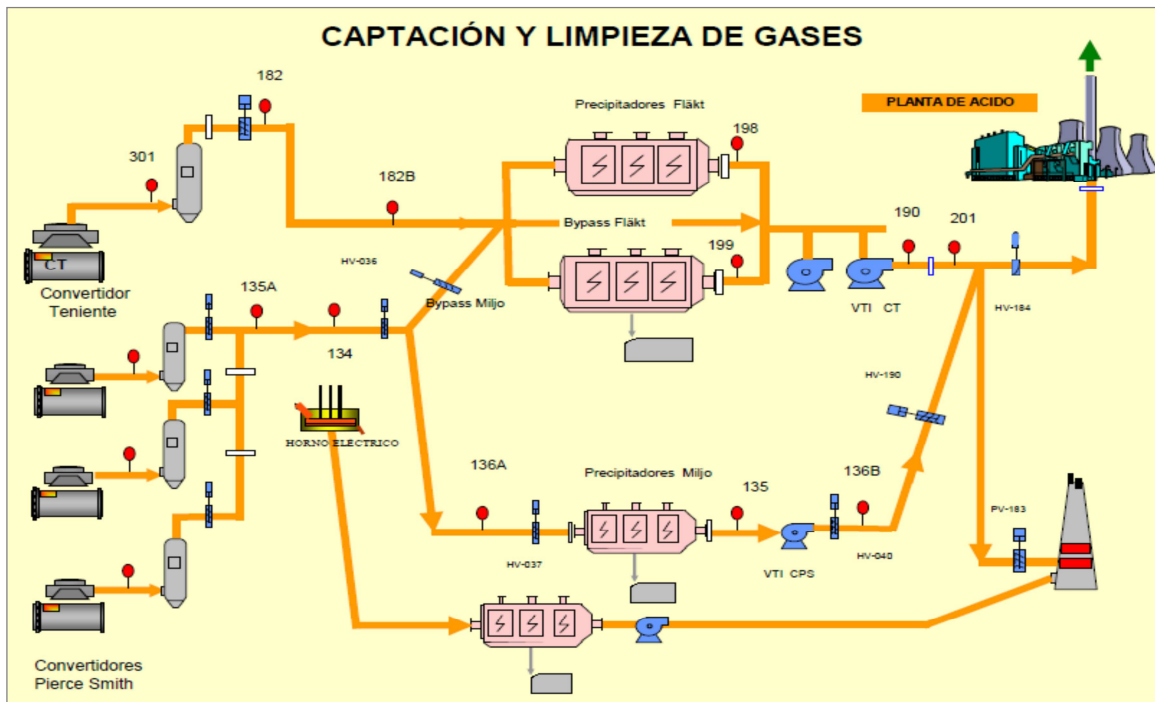 CAPTACIÓN Y LIMPIEZA DE GASES
182
Precipitadores Fläkt
PLANTA DE ACIDO
198
301
182B
Bypass Fläkt
190
201
CT
HV-036
199
Convertidor
Teniente
135A
Bypass Miljo
VTI CT
HV-184
134
HV-190
HORNO ELÉCTRICO
136A
Precipitadores Miljo
135
136B
PV-183
HV-037
VTI CPS
HV-040
Convertidores
Pierce Smith